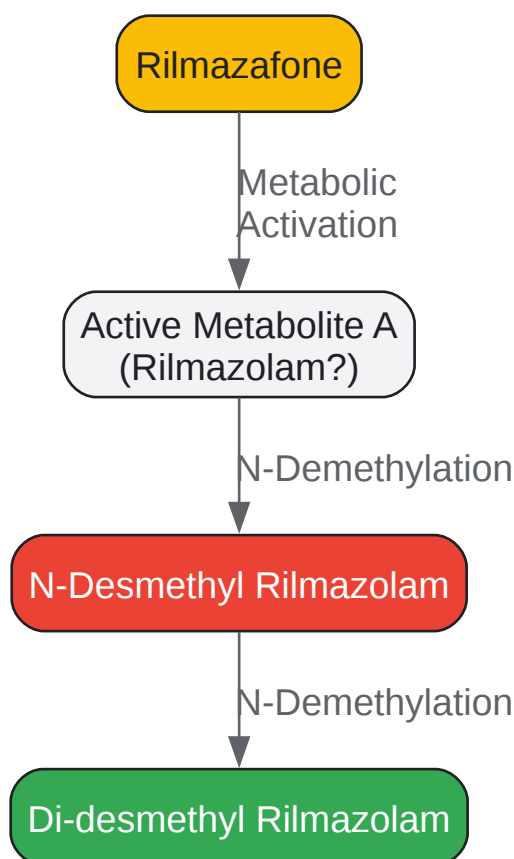 Rilmazafone
Metabolic
Activation
Active Metabolite A
(Rilmazolam?)
N-Demethylation
N-Desmethyl Rilmazolam
N-Demethylation
Di-desmethyl Rilmazolam